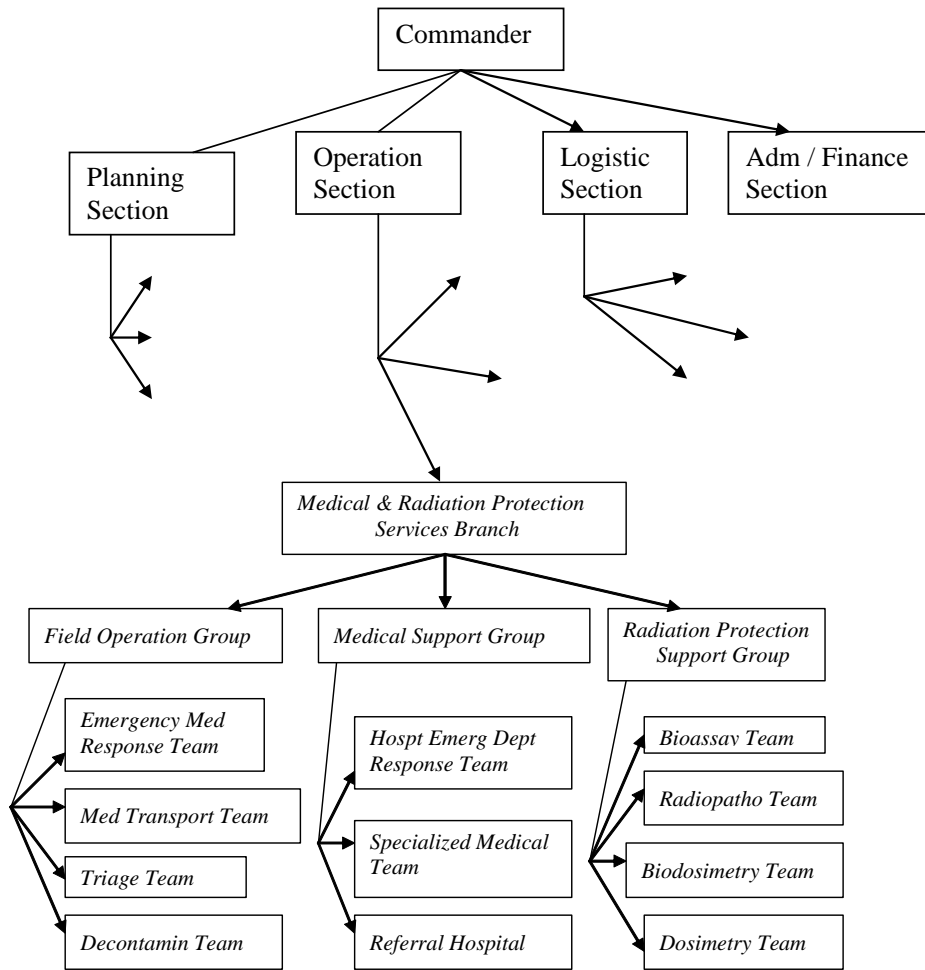 Commander
Planning
Section
Operation
Section
Logistic
Section
Adm / Finance
Section
Medical & Radiation Protection
Services Branch
Field Operation Group
Medical Support Group
Radiation Protection
Support Group
Emergency Med
Response Team
Med Transport Team
Triage Team
Decontamin Team
Hospt Emerg Dept
Response Team
Specialized Medical
Team
Referral Hospital
Bioassav Team
Radiopatho Team
Biodosimetry Team
Dosimetry Team